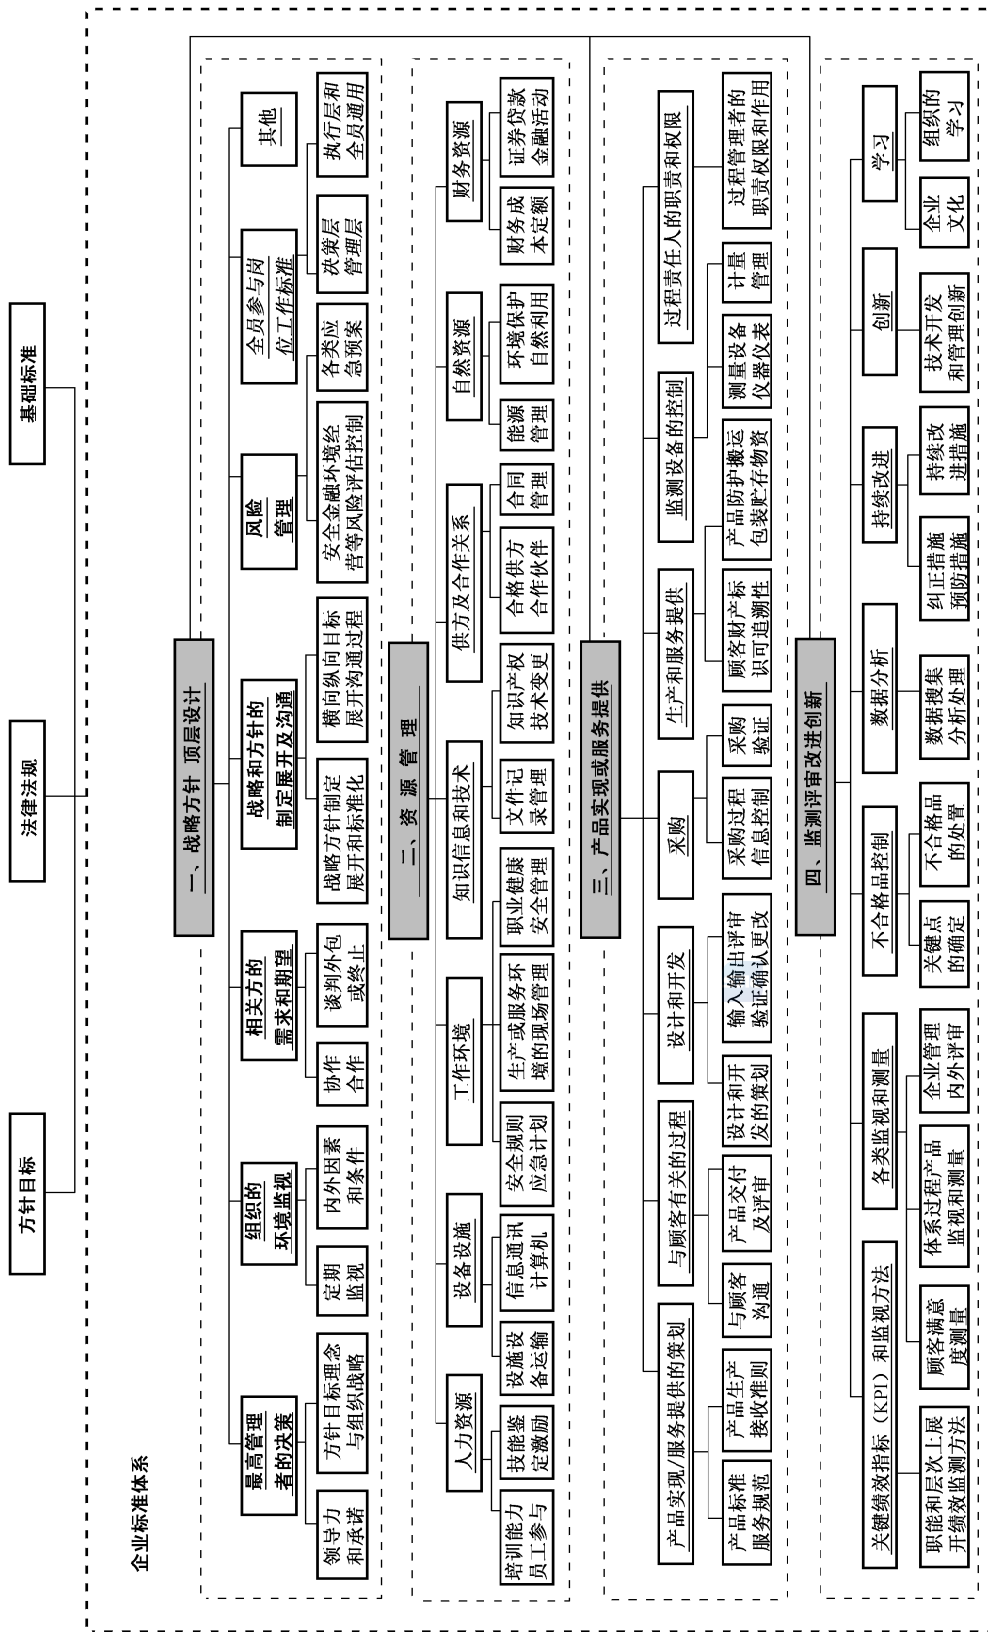 方针目标
法律法规
基础标准
企业标准体系
一、战略方针 顶层设计
最高管理
者的决策
组织的
环境监视
相关方的
需求和期望
战略和方针的
制定展开及沟通
风险
管理
全员参与岗
位工作标准
其他
领导力
和承诺
方针目标理念
与组织战略
定期
监视
内外因素
和条件
协作
合作
谈判外包
或终止
战略方针制定
展开和标准化
横向纵向目标
展开沟通过程
安全金融环境经
营等风险评估控制
各类应
急预案
决策层
管理层
执行层和
全员通用
二、资 源 管 理
人力资源
设备设施
工作环境
知识信息和技术
供方及合作关系
自然资源
财务资源
培训能力
员工参与
技能鉴
定激励
设施设
备运输
信息通讯
计算机
安全规则
应急计划
生产或服务环
境的现场管理
职业健康
安全管理
文件记
录管理
知识产权
技术变更
合格供方
合作伙伴
合同
管理
能源
管理
环境保护
自然利用
财务成
本定额
证券贷款
金融活动
三、产品实现或服务提供
产品实现/服务提供的策划
与顾客有关的过程
设计和开发
采购
生产和服务提供
监测设备的控制
过程责任人的职责和权限
产品标准
服务规范
产品生产
接收准则
与顾客
沟通
产品交付
及评审
设计和开
发的策划
输入输出评审
验证确认更改
采购过程
信息控制
采购
验证
顾客财产标
识可追溯性
产品防护搬运
包装贮存物资
测量设备
仪器仪表
计量
管理
过程管理者的
职责权限和作用
四、监测评审改进创新
关键绩效指标（KPI）和监视方法
各类监视和测量
不合格品控制
数据分析
持续改进
创新
学习
职能和层次上展
开绩效监测方法
顾客满意
度测量
体系过程产品
监视和测量
企业管理
内外评审
关键点
的确定
不合格品
的处置
数据搜集
分析处理
纠正措施
预防措施
持续改
进措施
技术开发
和管理创新
企业
文化
组织的
学习